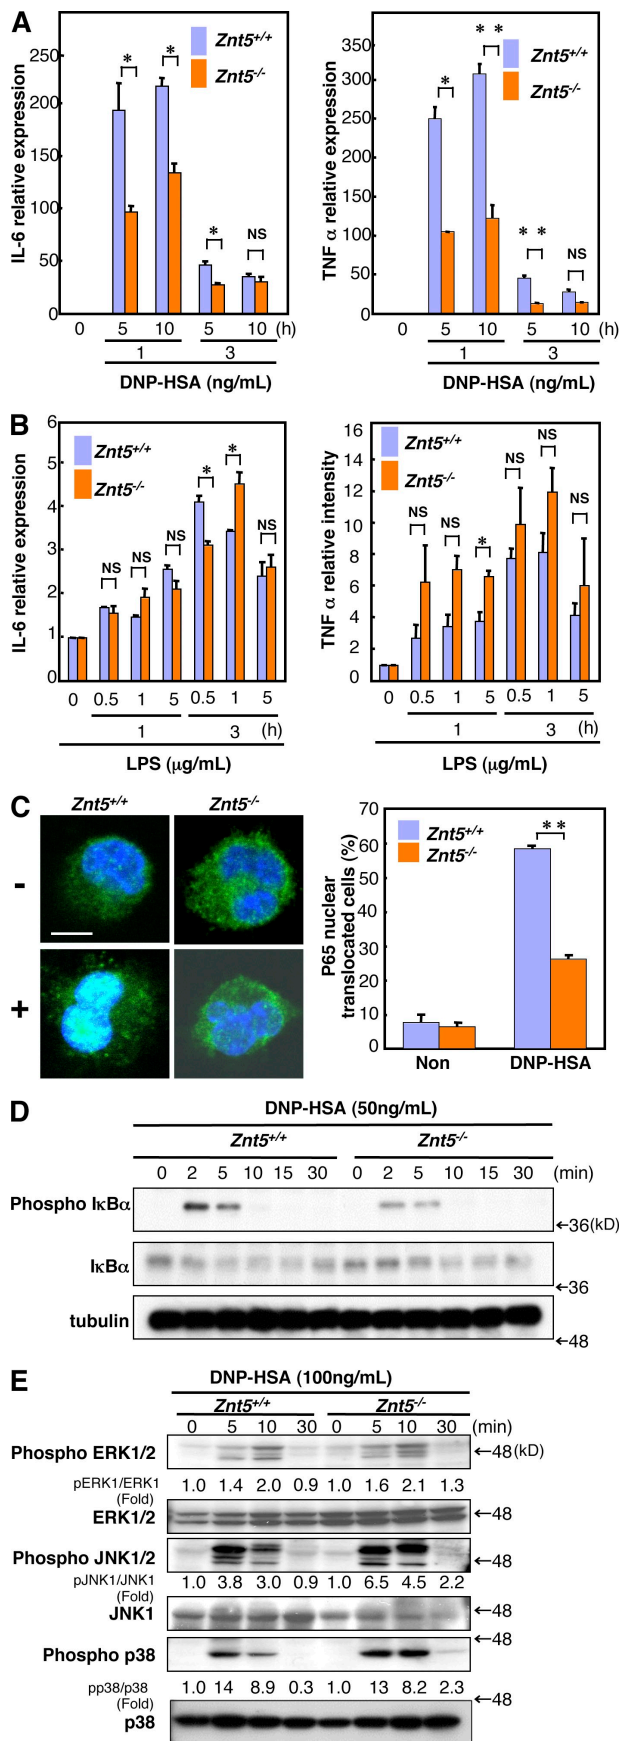 A
IL-6 relative expression
250
200
150
100
50
0
Znt5+/+
Znt5-/-
* * * NS
0 5 10 5 10 (h)
1 3
DNP-HSA (ng/mL)
TNF α relative expression
350
300
250
200
150
100
50
0
Znt5+/+
Znt5-/-
* * * * * NS
0 5 10 5 10 (h)
1 3
DNP-HSA (ng/mL)
B
IL-6 relative expression
6
5
4
3
2
1
0
Znt5+/+
Znt5-/-
NS NS NS * * NS
0 0.5 1 5 0.5 1 5
1 3 (h)
LPS (μg/mL)
TNF α relative intensity
16
14
12
10
8
6
4
2
0
Znt5+/+
Znt5-/-
NS NS * NS NS NS
0 0.5 1 5 0.5 1 5
1 3 (h)
LPS (μg/mL)
C
Znt5+/+ Znt5-/-
-
+
P65 nuclear
translocated cells (%)
70
60
50
40
30
20
10
0
Znt5+/+
Znt5-/-
* *
Non DNP-HSA
D
DNP-HSA (50ng/mL)
Znt5+/+ Znt5-/-
0 2 5 10 15 30 0 2 5 10 15 30 (min)
Phospho IκBα
←36(kD)
IκBα
←36
tubulin
←48
E
DNP-HSA (100ng/mL)
Znt5+/+ Znt5-/-
0 5 10 30 0 5 10 30 (min)
Phospho ERK1/2 ←48(kD)
pERK1/ERK1 1.0 1.4 2.0 0.9 1.0 1.6 2.1 1.3
(Fold)
ERK1/2 ←48
Phospho JNK1/2 ←48
pJNK1/JNK1 1.0 3.8 3.0 0.9 1.0 6.5 4.5 2.2
(Fold)
JNK1 ←48
←48
Phospho p38
pp38/p38 1.0 14 8.9 0.3 1.0 13 8.2 2.3
(Fold) ←48
p38